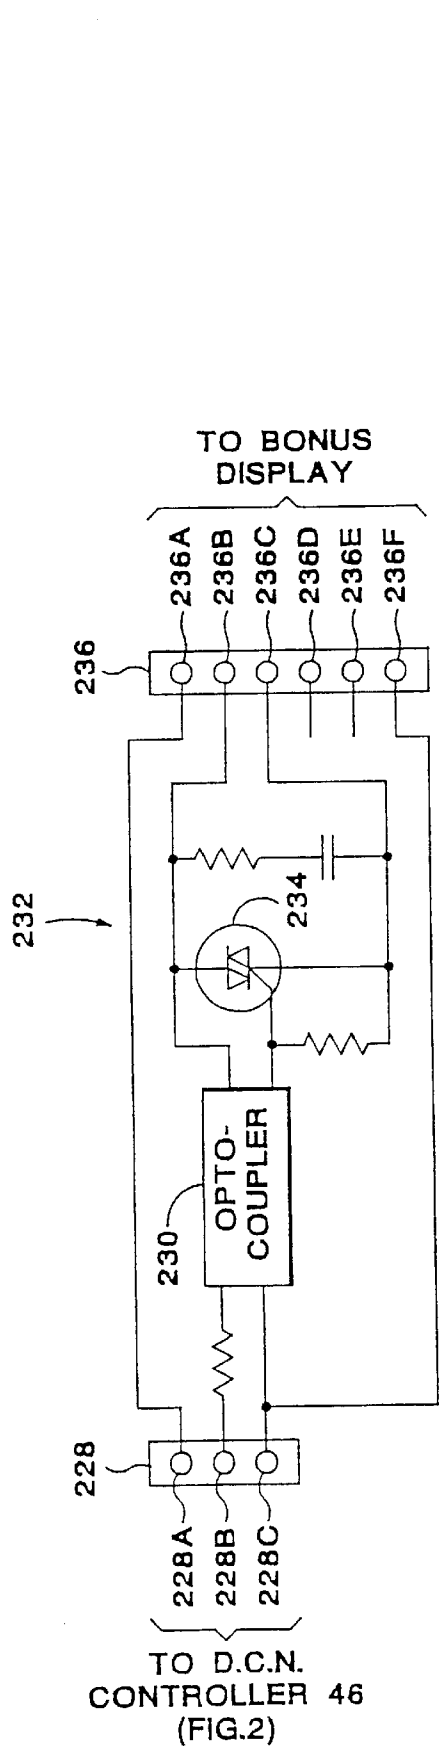 TO BONUS
DISPLAY
236A
236B
236C
236D
236E
236F
236
232
234
OPTO-
COUPLER
230
228
228A
228B
228C
TO D.C.N.
CONTROLLER 46
(FIG.2)